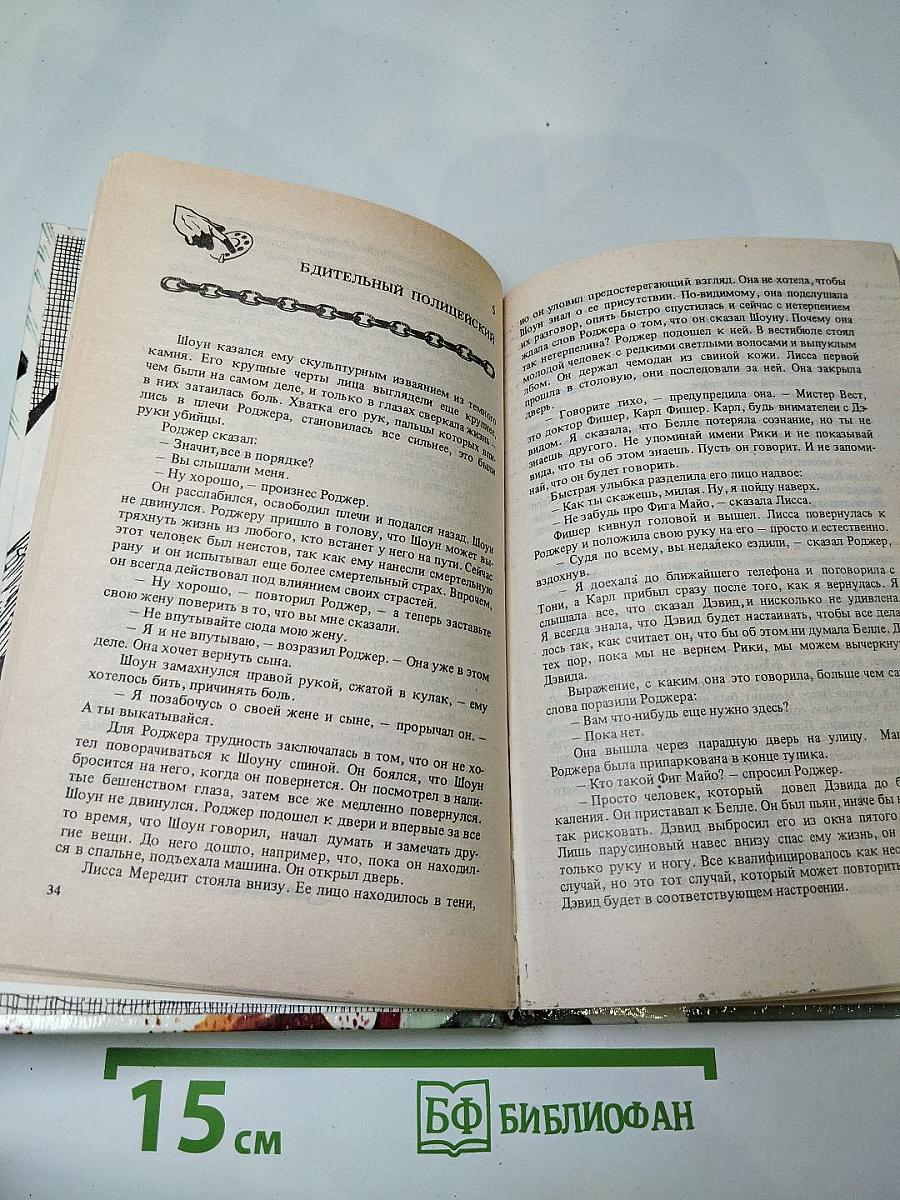 5
БДИТЕЛЬНЫЙ ПОЛИЦЕЙСКИЙ
Шоун казался ему скульптурным изваянием из темного
камня. Его крупные черты лица выглядели еще крупней,
чем были на самом деле, и только в глазах сверкала жизнь –
в них затаилась боль. Хватка его рук, пальцы которых впи-
лись в плечи Роджера, становилась все сильнее, это были
руки убийцы.
Роджер сказал:
– Значит, все в порядке?
– Вы слышали меня.
– Ну хорошо, – произнес Роджер.
Он расслабился, освободил плечи и подался назад. Шоун
не двинулся. Роджеру пришло в голову, что Шоун может вы-
тряхнуть жизнь из любого, кто встанет у него на пути. Сейчас
этот человек был неистов, так как ему нанесли смертельную
рану и он испытывал еще более смертельный страх. Впрочем,
он всегда действовал под влиянием своих страстей.
– Ну хорошо, – повторил Роджер, – а теперь заставьте
свою жену поверить в то, что вы мне сказали.
– Не впутывайте сюда мою жену.
– Я и не впутываю, – возразил Роджер. – Она уже в этом
деле. Она хочет вернуть сына.
Шоун замахнулся правой рукой, сжатой в кулак, – ему
хотелось бить, причинять боль.
– Я позабочусь о своей жене и сыне, – прорычал он. –
А ты выкатывайся.
Для Роджера трудность заключалась в том, что он не хо-
тел поворачиваться к Шоуну спиной. Он боялся, что Шоун
бросится на него, когда он повернется. Он посмотрел в нали-
тые бешенством глаза, затем все же медленно повернулся.
Шоун не двинулся. Роджер подошел к двери и впервые за все
то время, что Шоун говорил, начал думать и замечать дру-
гие вещи. До него дошло, например, что, пока он находил-
ся в спальне, подъехала машина. Он открыл дверь.
Лисса Мередит стояла внизу. Ее лицо находилось в тени,
34
но он уловил предостерегающий взгляд. Она не хотела, чтобы
Шоун знал о ее присутствии. По-видимому, она подслушала
их разговор, опять быстро спустилась и сейчас с нетерпением
ждала слов Роджера о том, что он сказал Шоуну. Почему она
так нетерпелива? Роджер подошел к ней. В вестибюле стоял
молодой человек с редкими светлыми волосами и выпуклым
лбом. Он держал чемодан из свиной кожи. Лисса первой
прошла в столовую, они последовали за ней. Она закрыла
дверь.
– Говорите тихо, – предупредила она. – Мистер Вест,
это доктор Фишер, Карл Фишер. Карл, будь внимателен с Дэ-
видом. Я сказала, что Белле потеряла сознание, но ты не
знаешь другого. Не упоминай имени Рики и не показывай
вида, что ты об этом знаешь. Пусть он говорит. И не запоми-
най, что он будет говорить.
Быстрая улыбка разделила его лицо надвое:
– Как ты скажешь, милая. Ну, я пойду наверх.
– Не забудь про Фига Майо, – сказала Лисса.
Фишер кивнул головой и вышел. Лисса повернулась к
Роджеру и положила свою руку на его – просто и естественно.
– Судя по всему, вы недалеко ездили, – сказал Роджер,
вздохнув.
– Я доехала до ближайшего телефона и поговорила с
Тони, а Карл прибыл сразу после того, как я вернулась. Я
слышала все, что сказал Дэвид, и нисколько не удивлена.
Я всегда знала, что Дэвид будет настаивать, чтобы все дела
лось так, как считает он, что бы об этом ни думала Белле. Д
тех пор, пока мы не вернем Рики, мы можем вычеркнут
Дэвида.
Выражение, с каким она это говорила, больше чем са
слова поразили Роджера:
– Вам что-нибудь еще нужно здесь?
– Пока нет.
Она вышла через парадную дверь на улицу. Маш
Роджера была припаркована в конце тупика.
– Кто такой Фиг Майо? – спросил Роджер.
– Просто человек, который довел Дэвида до б
каления. Он приставал к Белле. Он был пьян, иначе бы н
так рисковать. Дэвид выбросил его из окна пятого
Лишь парусиновый навес внизу спас ему жизнь, он
только руку и ногу. Все квалифицировалось как нес
случай, но это тот случай, который может повторить
Дэвид будет в соответствующем настроении.
15 см
БФ БИБЛИОФАН